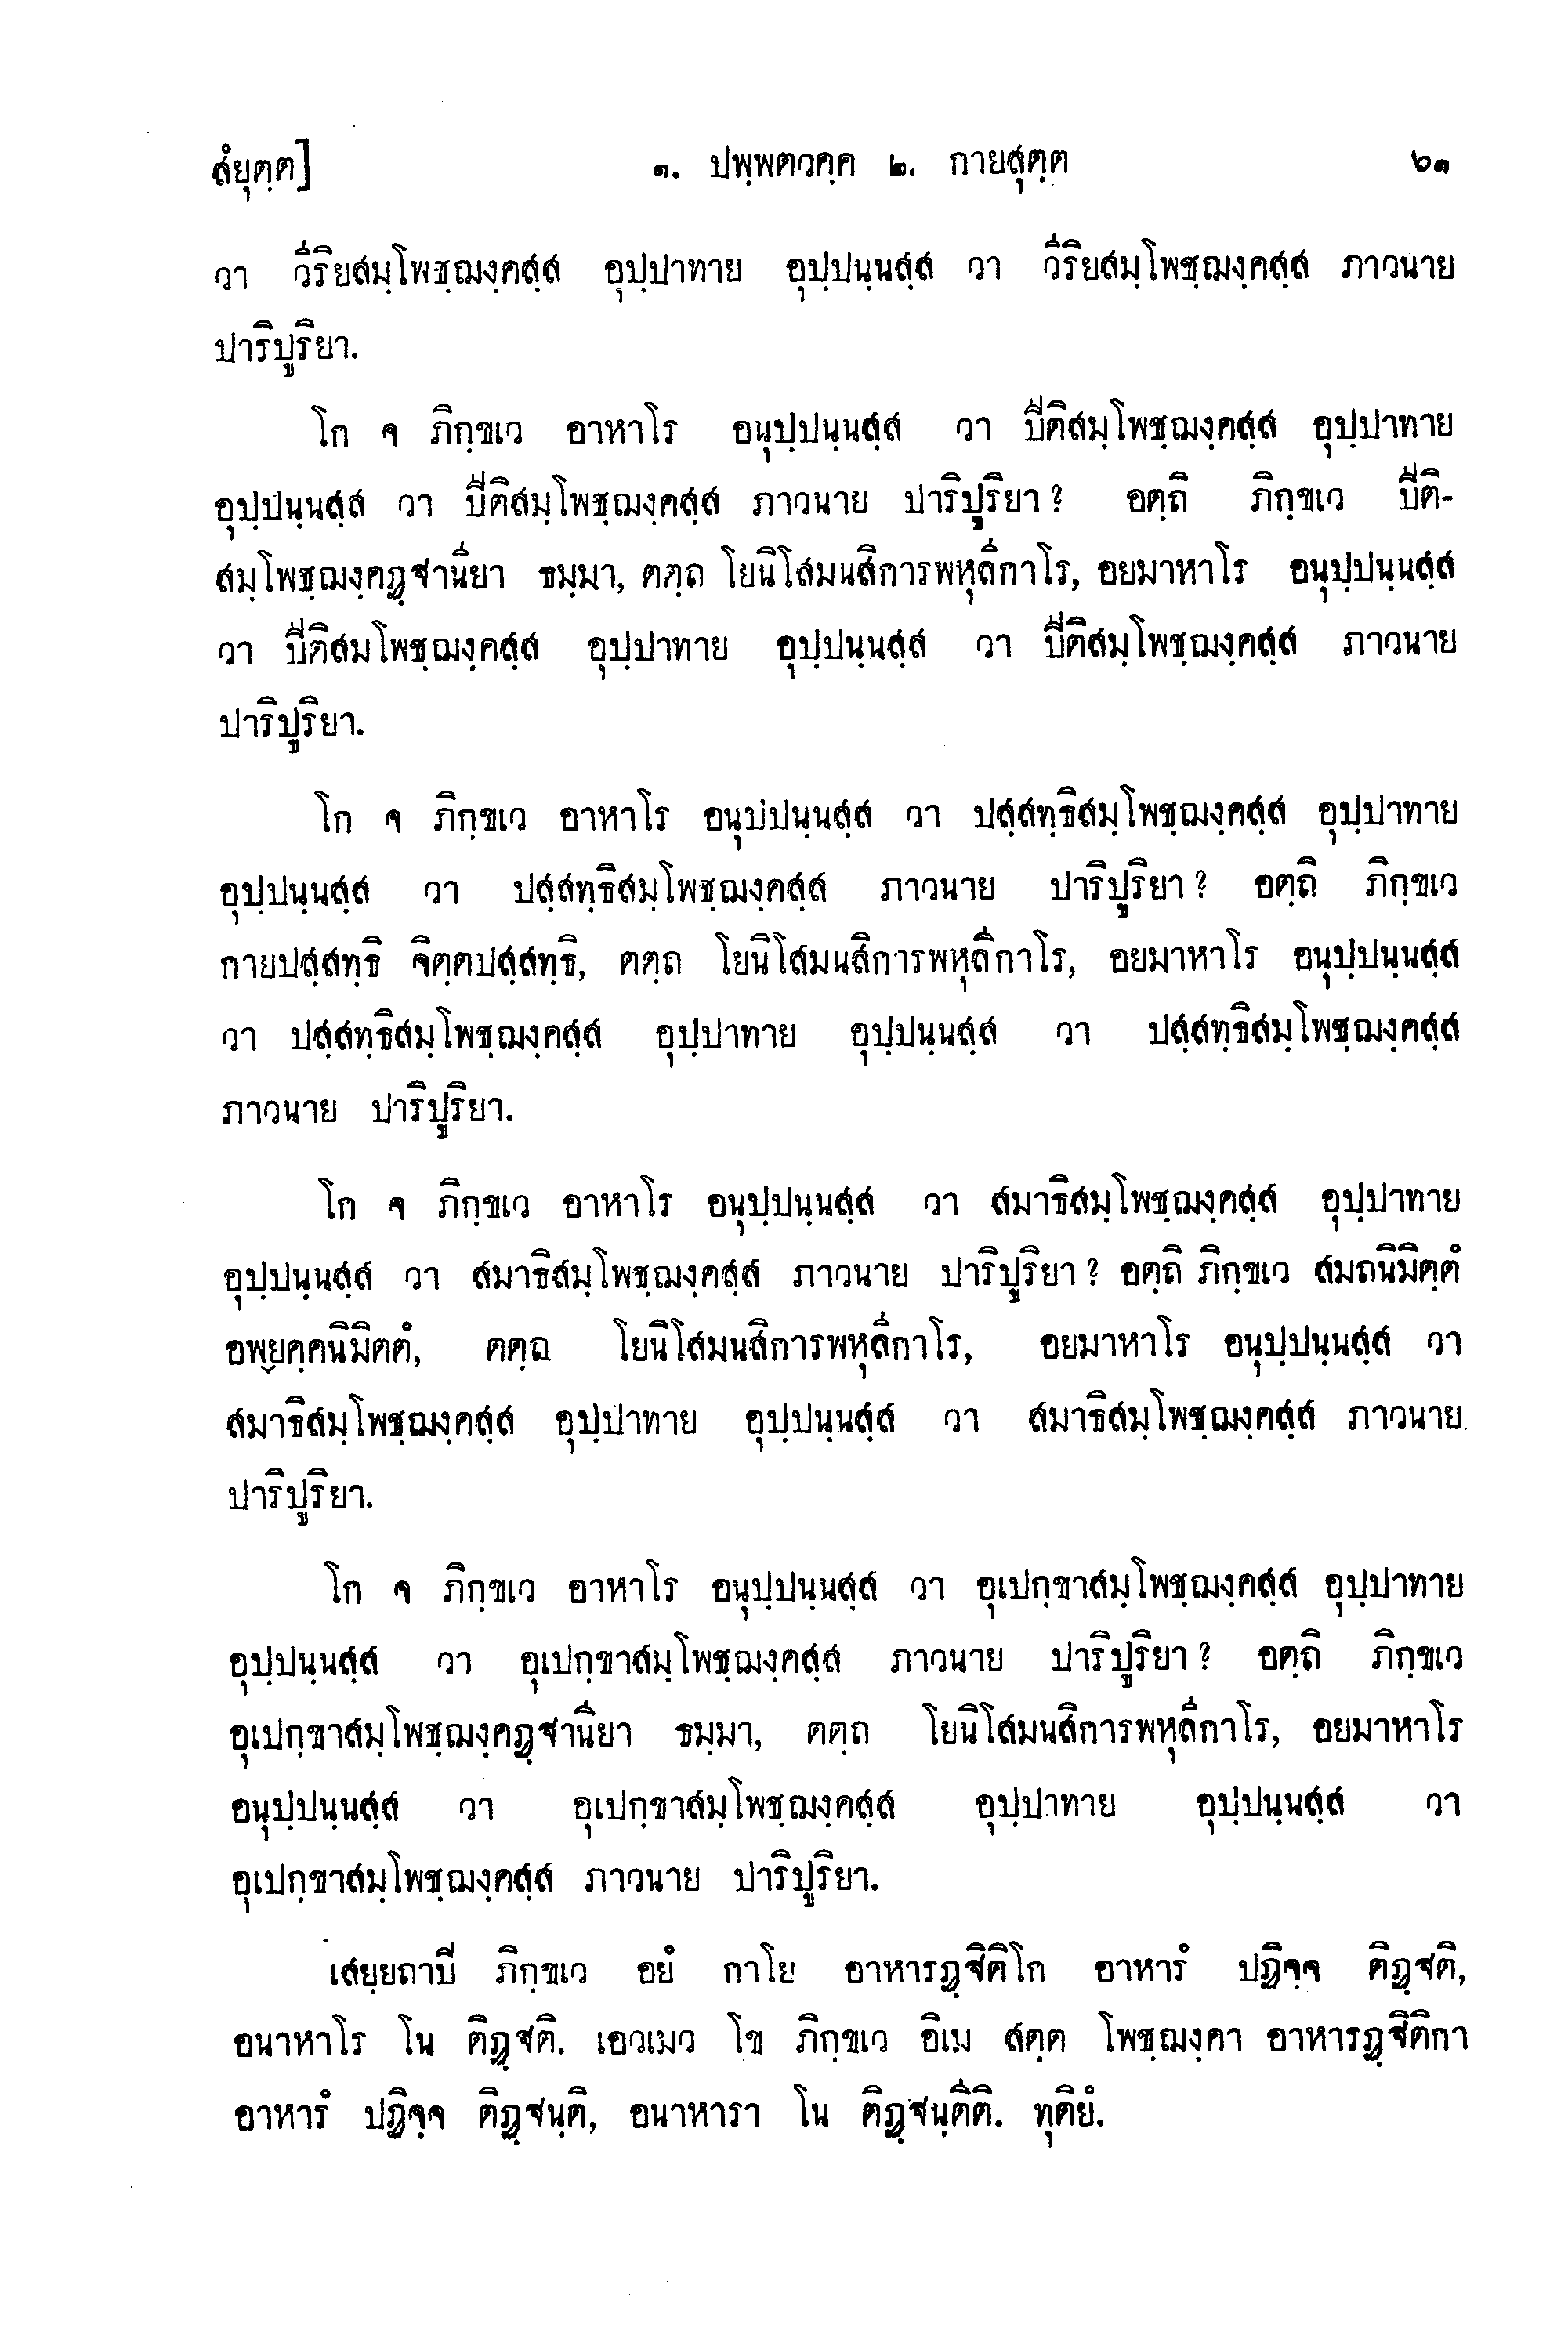 สํยุตฺต]	๑. ปพฺพตวคฺค ๒. กายสุตฺต	๖๑
วา วีริยสมฺโพชฺฌงฺคสฺส อุปฺปาทาย อุปฺปนฺนสฺส วา วีริยสมฺโพชฺฌงฺคสฺส ภาวนาย
ปาริปูริยา.
โก จ ภิกฺขเว อาหาโร อนุปฺปนฺนสฺส วา ปีติสมฺโพชฺฌงฺคสฺส อุปฺปาทาย
อุปฺปนฺนสฺส วา ปีติสมฺโพชฺฌงฺคสฺส ภาวนาย ปาริปูริยา? อตฺถิ ภิกฺขเว ปีติ-
สมฺโพชฺฌงฺคฏฺฐานียา ธมฺมา, ตตฺถ โยนิโสมนสิการพหุลีกาโร, อยมาหาโร อนุปฺปนฺนสฺส
วา ปีติสมโพชฺฌงฺคสฺส อุปฺปาทาย อุปฺปนฺนสฺส วา ปีติสมฺโพชฺฌงฺคสฺส ภาวนาย
ปาริปูริยา.
โก จ ภิกฺขเว อาหาโร อนุปฺปนฺนสฺส วา ปสฺสทฺธิสมฺโพชฺฌงฺคสฺส อุปฺปาทาย
อุปฺปนฺนสฺส วา ปสฺสทฺธิสมฺโพชฺฌงฺคสฺส ภาวนาย ปาริปูริยา? อตฺถิ ภิกฺขเว
กายปสฺสทฺธิ จิตฺตปสฺสทฺธิ, ตตฺถ โยนิโสมนสิการพหุลีกาโร, อยมาหาโร อนุปฺปนฺนสฺส
วา ปสฺสทฺธิสมฺโพชฺฌงฺคสฺส อุปฺปาทาย อุปฺปนฺนสฺส วา ปสฺสทฺธิสมฺโพชฺฌงฺคสฺส
ภาวนาย ปาริปูริยา.
โก จ ภิกฺขเว อาหาโร อนุปฺปนฺนสฺส วา สมาธิสมฺโพชฺฌงฺคสฺส อุปฺปาทาย
อุปฺปนฺนสฺส วา สมาธิสมฺโพชฺฌงฺคสฺส ภาวนาย ปาริปูริยา? อตฺถิ ภิกฺขเว สมถนิมิตฺตํ
อพฺยคฺคนิมิตตํ, ตตฺถ โยนิโสมนสิการพหุลีกาโร, อยมาหาโร อนุปฺปนฺนสฺส วา
สมาธิสมฺโพชฺฌงฺคสฺส อุปฺปาทาย อุปฺปนฺนสฺส วา สมาธิสมฺโพชฺฌงฺคสฺส ภาวนาย
ปาริปูริยา.
โก จ ภิกฺขเว อาหาโร อนุปฺปนฺนสฺส วา อุเปกฺขาสมฺโพชฺฌงฺคสฺส อุปฺปาทาย
อุปฺปนฺนสฺส วา อุเปกฺขาสมฺโพชฺฌงฺคสฺส ภาวนาย ปาริปูริยา? อตฺถิ ภิกฺขเว
อุเปกฺขาสมฺโพชฺฌงฺคฏฺฐานียา ธมฺมา, ตตฺถ โยนิโสมนสิการพหุลีกาโร, อยมาหาโร
อนุปฺปนฺนสฺส วา อุเปกฺขาสมฺโพชฺฌงฺคสฺส อุปฺปาทาย อุปฺปนฺนสฺส วา
อุเปกฺขาสมฺโพชฺฌงฺคสฺส ภาวนาย ปาริปูริยา.
เสยฺยถาปี ภิกฺขเว อยํ กาโย อาหารฏฺฐิติโก อาหารํ ปฏิจฺจ ติฏฺฐติ,
อนาหาโร โน ติฏฺฐติ. เอวเมว โข ภิกฺขเว อิเม สตฺต โพชฺฌงฺคา อาหารฏฺฐิติกา
อาหารํ ปฏิจฺจ ติฏฺฐนฺติ, อนาหารา โน ติฏฺฐนฺตีติ. ทุติยํ.